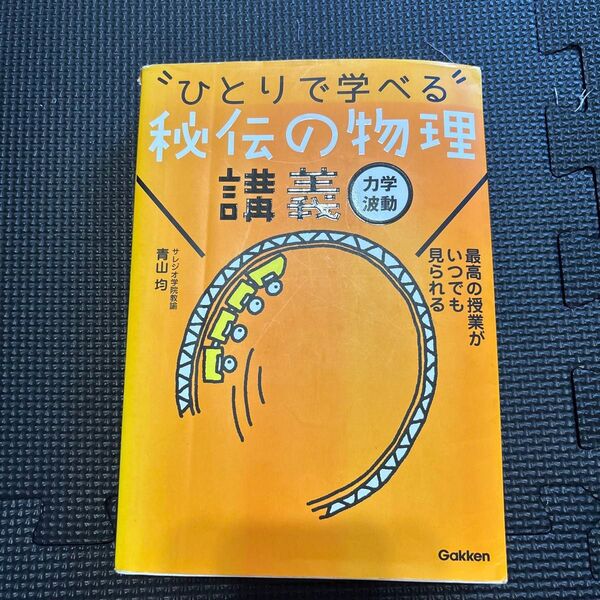 "ひとりで学べる"
秘伝の物理
講義
力学
波動
サレジオ学院教諭
青山 均
最高の授業が
いつでも
見られる
Gakken